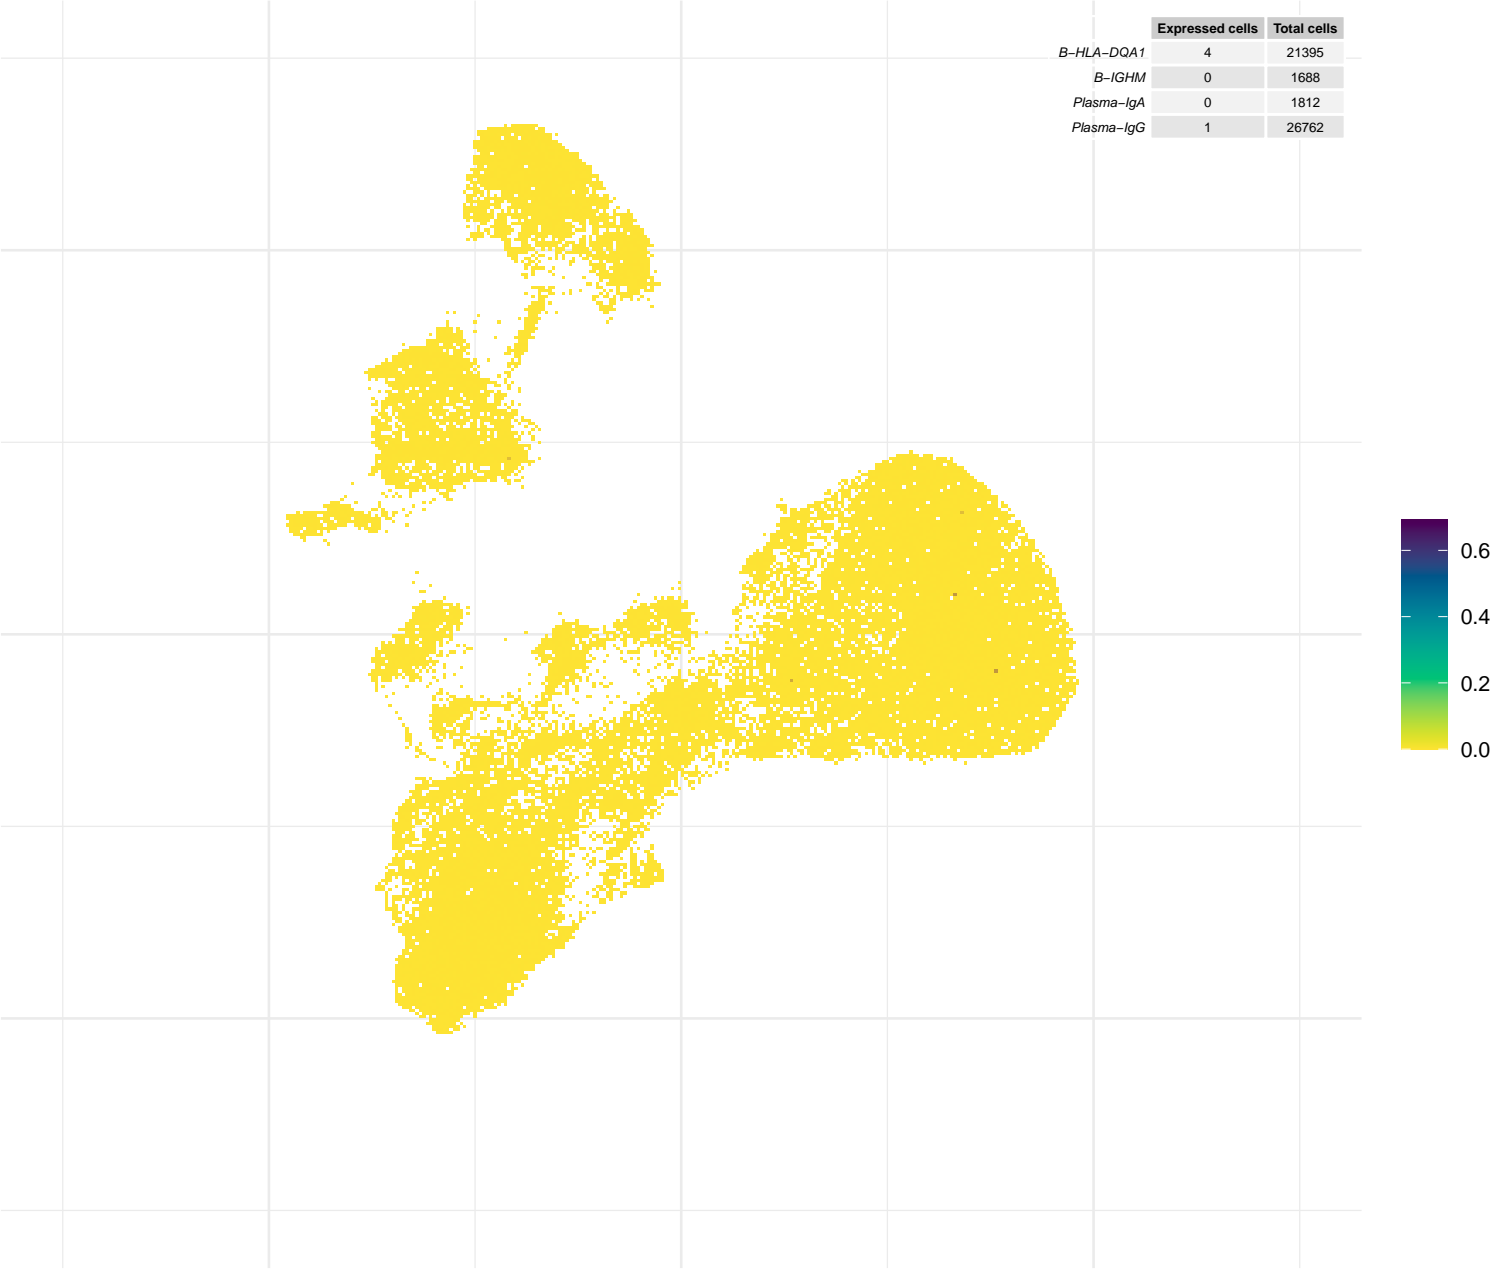 Expressed cells Total cells
B−HLA−DQA1 4 21395
B−IGHM 0 1688
Plasma−IgA 0 1812
Plasma−IgG 1 26762
0.6
0.4
0.2
0.0